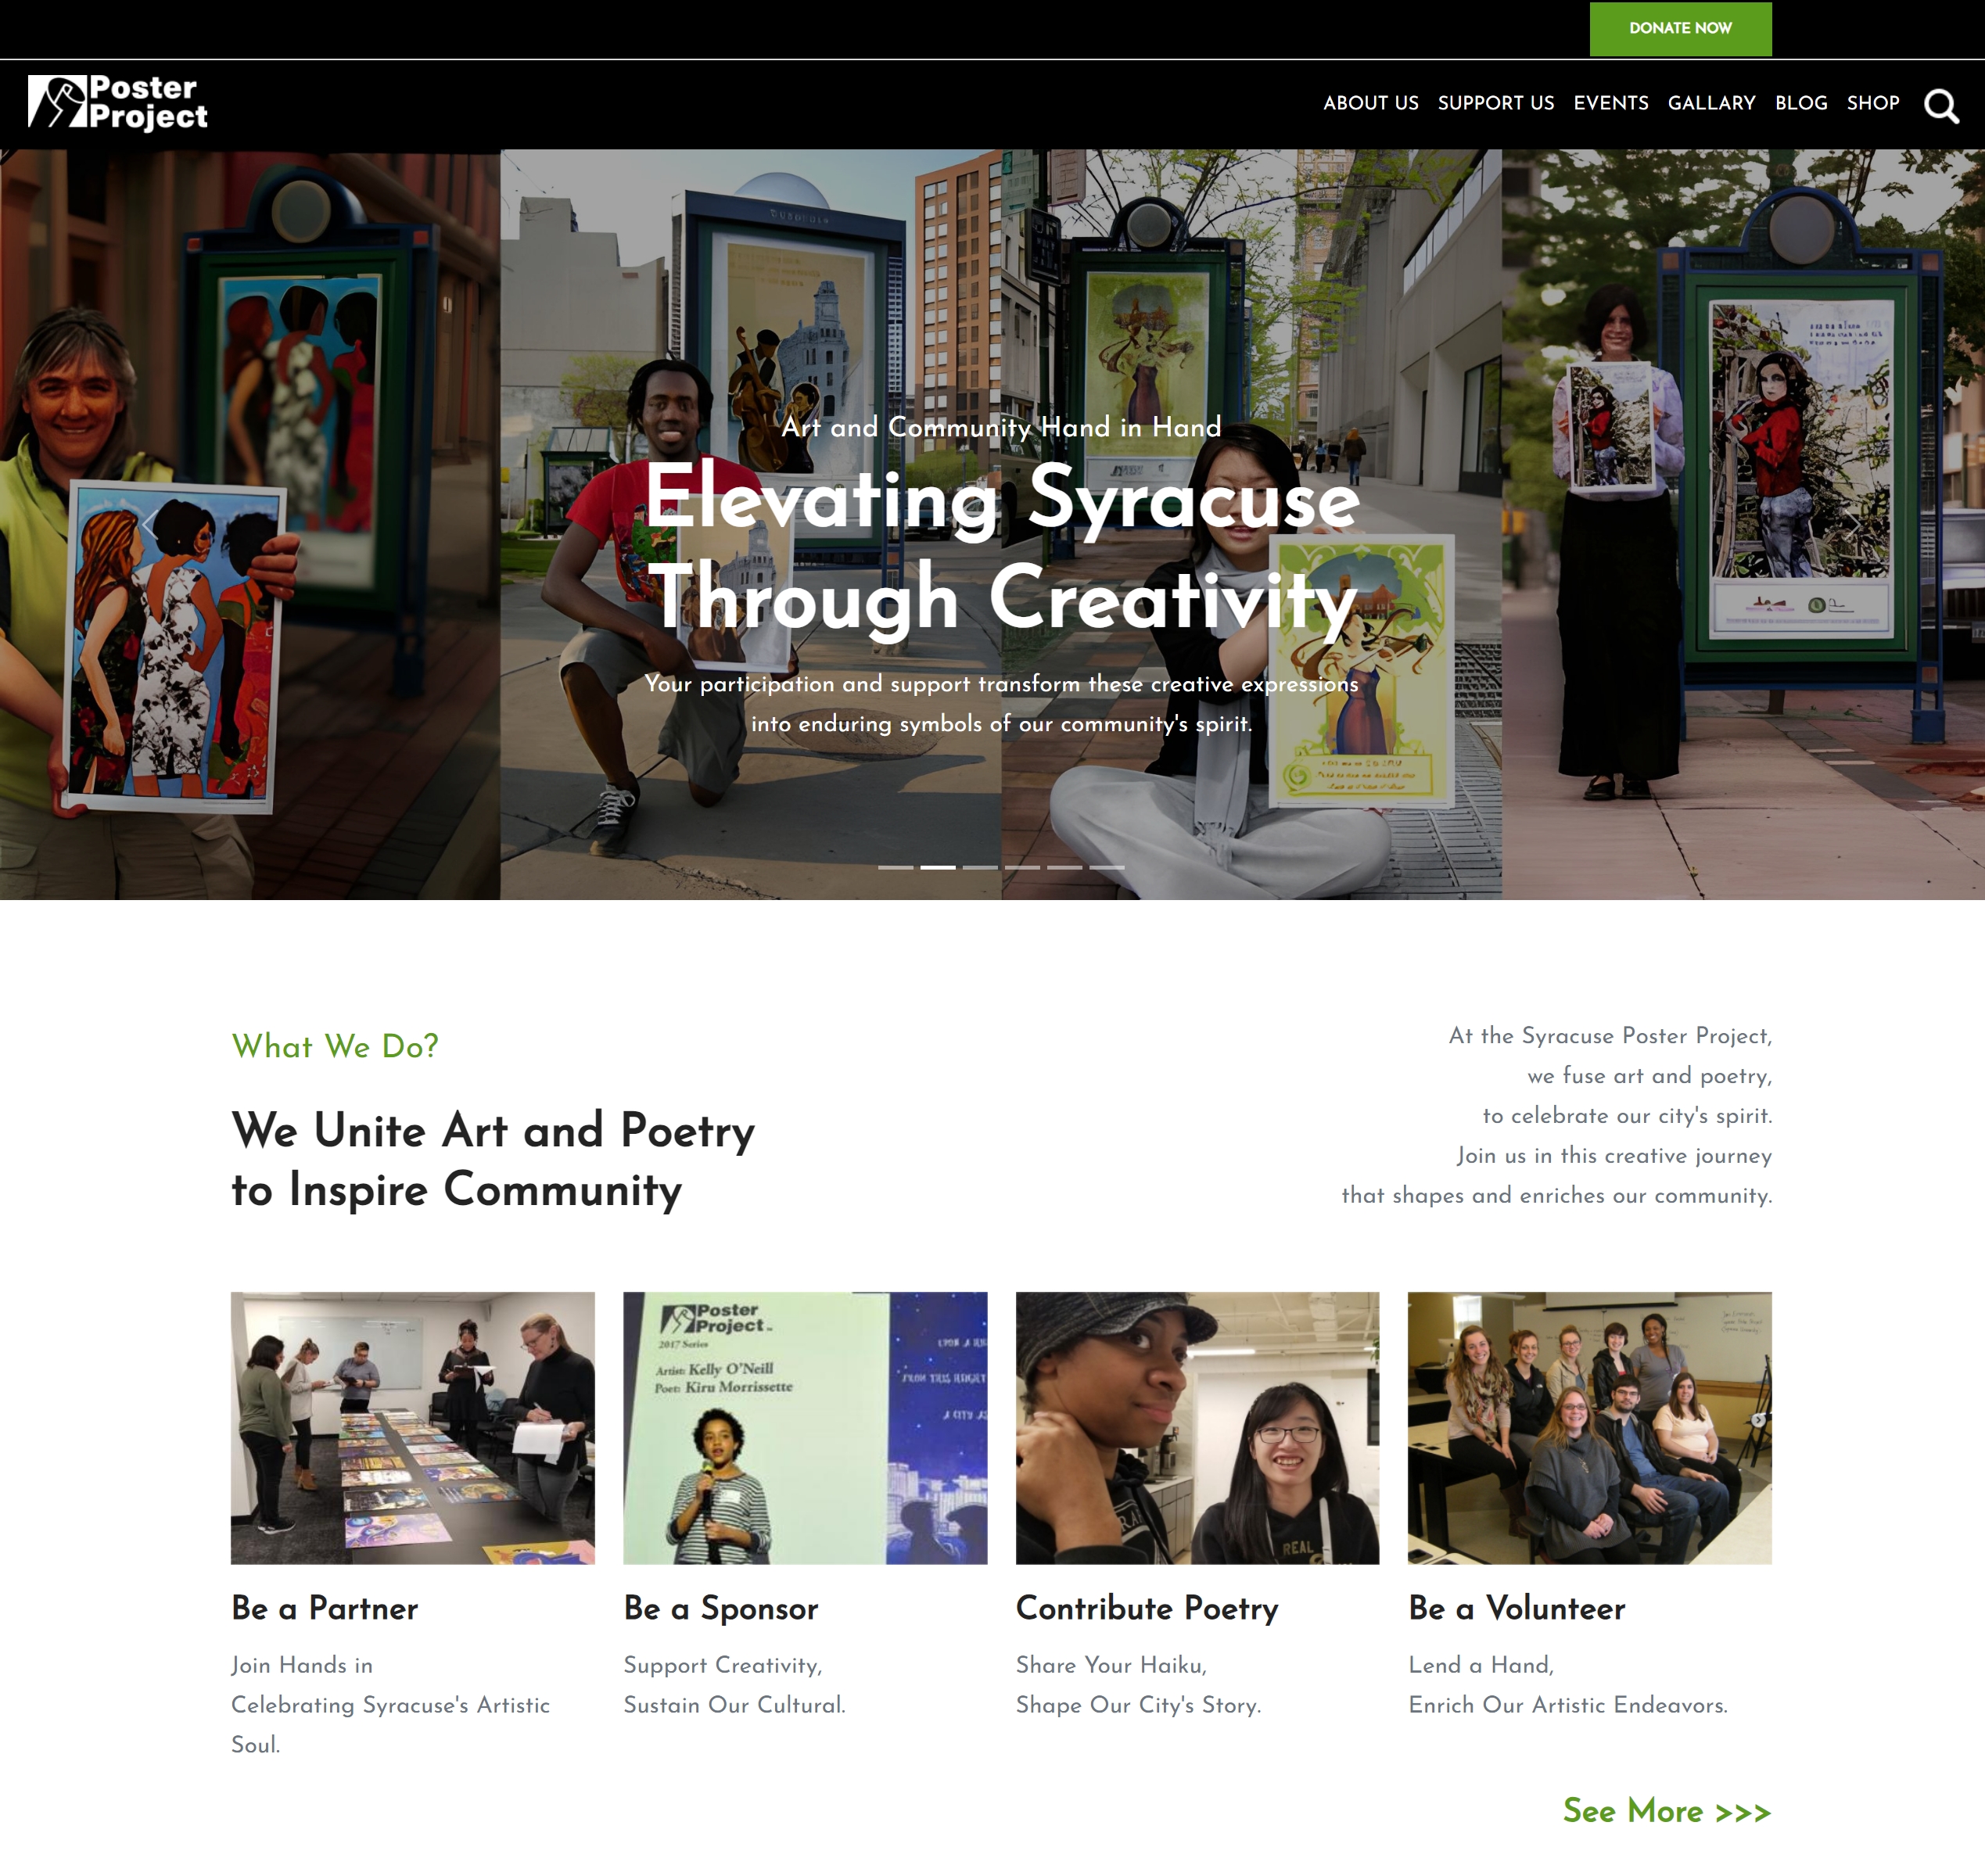 DONATE NOW
Poster
Project
ABOUT US SUPPORT US EVENTS GALLARY BLOG SHOP
Art and Community Hand in Hand
Elevating Syracuse
Through Creativity
Your participation and support transform these creative expressions
into enduring symbols of our community's spirit.
What We Do?
We Unite Art and Poetry
to Inspire Community
At the Syracuse Poster Project,
we fuse art and poetry,
to celebrate our city's spirit.
Join us in this creative journey
that shapes and enriches our community.
Poster
Project
2017 Series
Artist: Kelly O'Neill
Poet: Kiru Morrissette
FROM THIS HEIGHT
A CITY
REAL
Be a Partner
Join Hands in
Celebrating Syracuse's Artistic
Soul.
Be a Sponsor
Support Creativity,
Sustain Our Cultural.
Contribute Poetry
Share Your Haiku,
Shape Our City's Story.
Be a Volunteer
Lend a Hand,
Enrich Our Artistic Endeavors.
See More >>>